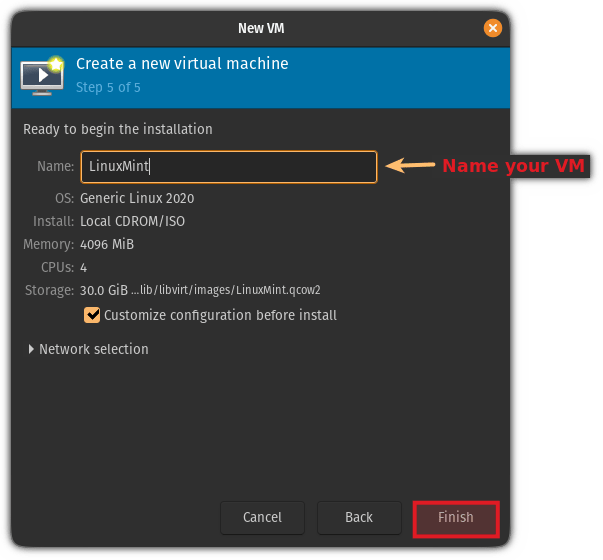 New VM
Create a new virtual machine
Step 5 of 5
Ready to begin the installation
Name: LinuxMint
Name your VM
OS: Generic Linux 2020
Install: Local CDROM/ISO
Memory: 4096 MiB
CPUs: 4
Storage: 30.0 GiB ...lib/libvirt/images/LinuxMint.qcow2
Customize configuration before install
Network selection
Cancel Back Finish